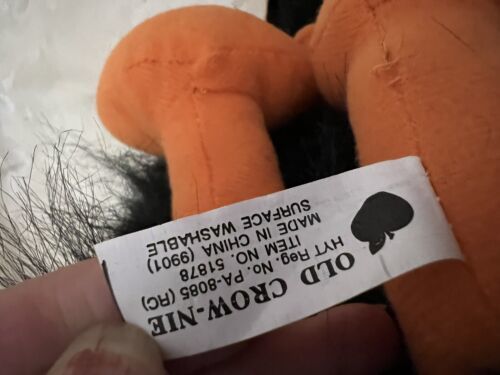 OLD CROW-NIE
HYT Reg. No. PA-8085 (RC)
ITEM NO. 51878
MADE IN CHINA (9901)
SURFACE WASHABLE